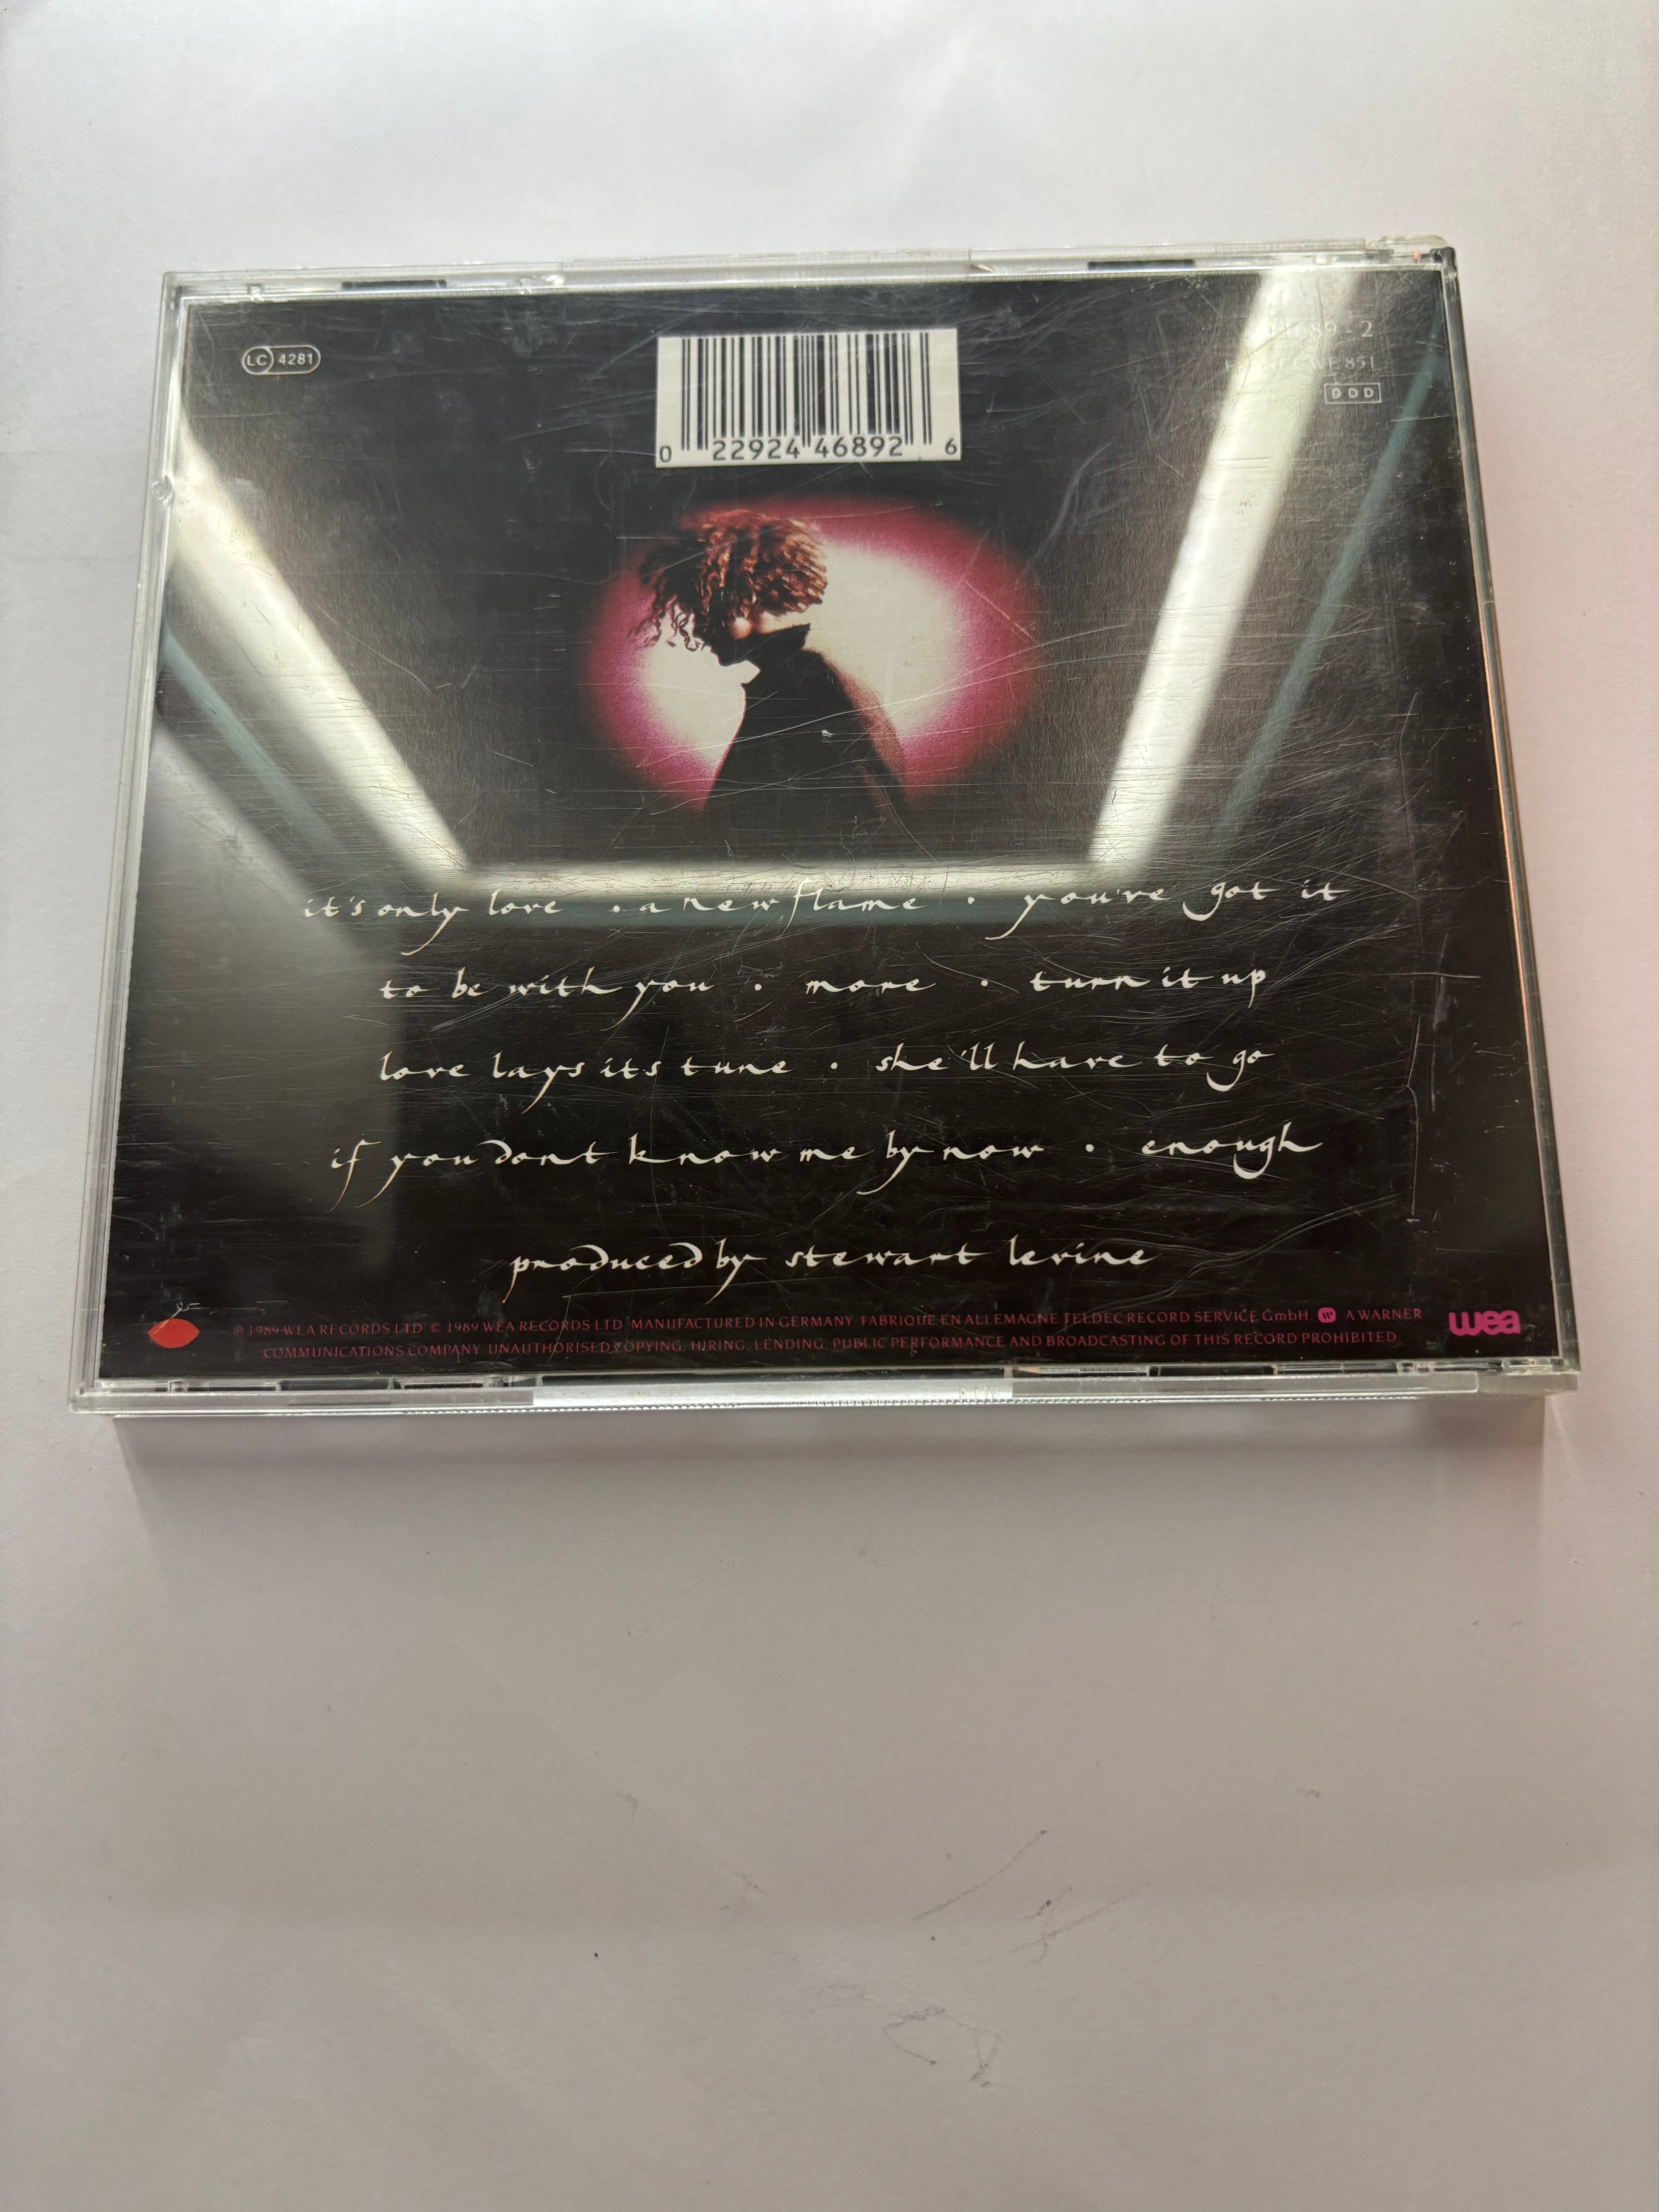 LC 4281
0 22924 46892 6
DDD
it's only love · a new flame · you've got it
to be with you · more · turn it up
love lays its tune · she'll have to go
if you dont know me by now · enough
produced by stewart levine
℗ 1989 WEA RECORDS LTD © 1989 WEA RECORDS LTD MANUFACTURED IN GERMANY FABRIQUE EN ALLEMAGNE TELDEC RECORD SERVICE GmbH A WARNER
COMMUNICATIONS COMPANY UNAUTHORISED COPYING, HIRING, LENDING, PUBLIC PERFORMANCE AND BROADCASTING OF THIS RECORD PROHIBITED
wea